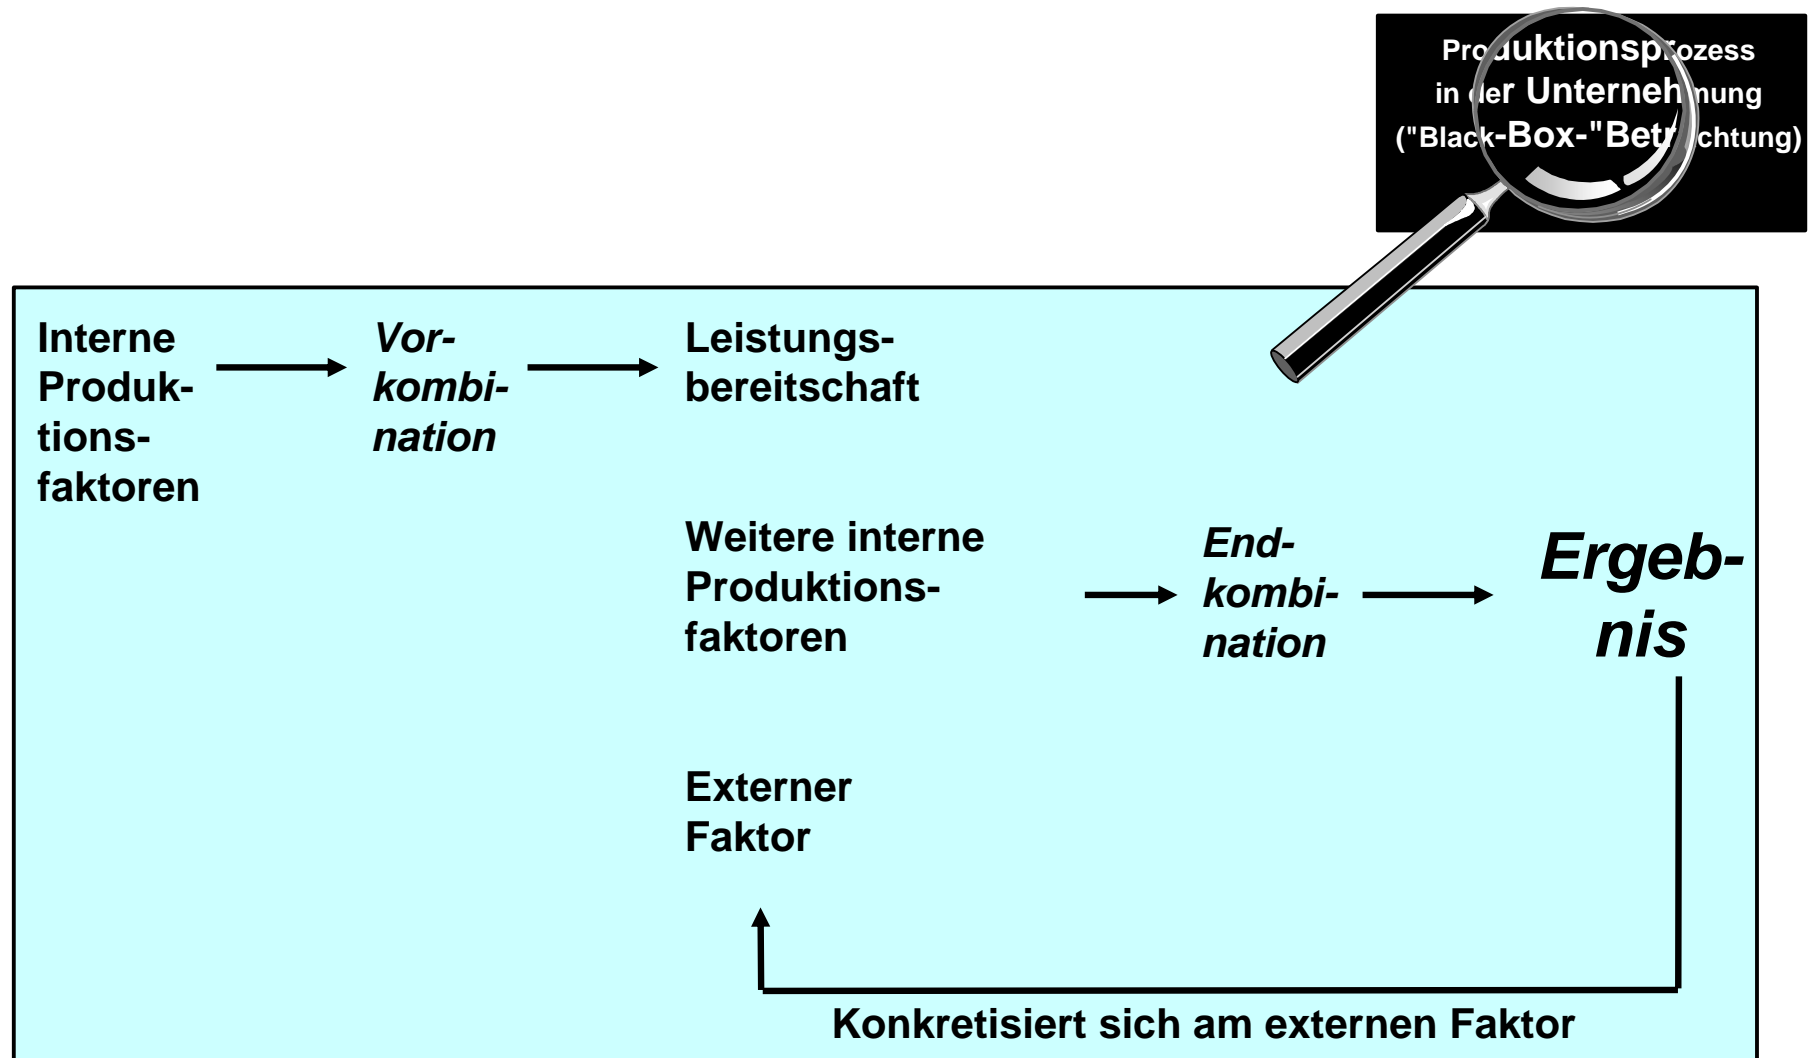 Produktionsprozess
in der Unternehmung
("Black-Box-"Betrachtung)
Interne
Produk-
tions-
faktoren
Vor-
kombi-
nation
Leistungs-
bereitschaft
Weitere interne
Produktions-
faktoren
End-
kombi-
nation
Ergeb-
nis
Externer
Faktor
Konkretisiert sich am externen Faktor